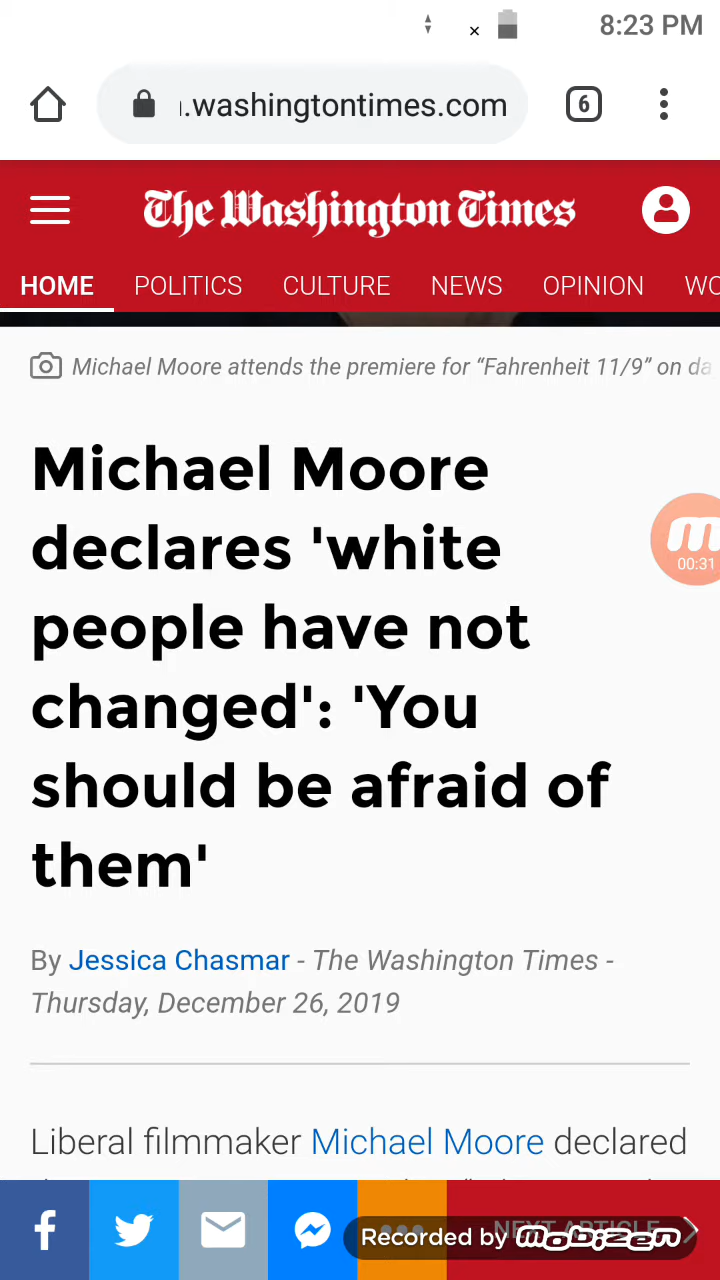 8:23 PM
.washingtontimes.com
6
The Washington Times
HOME POLITICS CULTURE NEWS OPINION WO
Michael Moore attends the premiere for “Fahrenheit 11/9” on da
Michael Moore
declares 'white
people have not
changed': 'You
should be afraid of
them'
00:31
By Jessica Chasmar - The Washington Times -
Thursday, December 26, 2019
Liberal filmmaker Michael Moore declared
NEXT ARTICLE
Recorded by mobizen